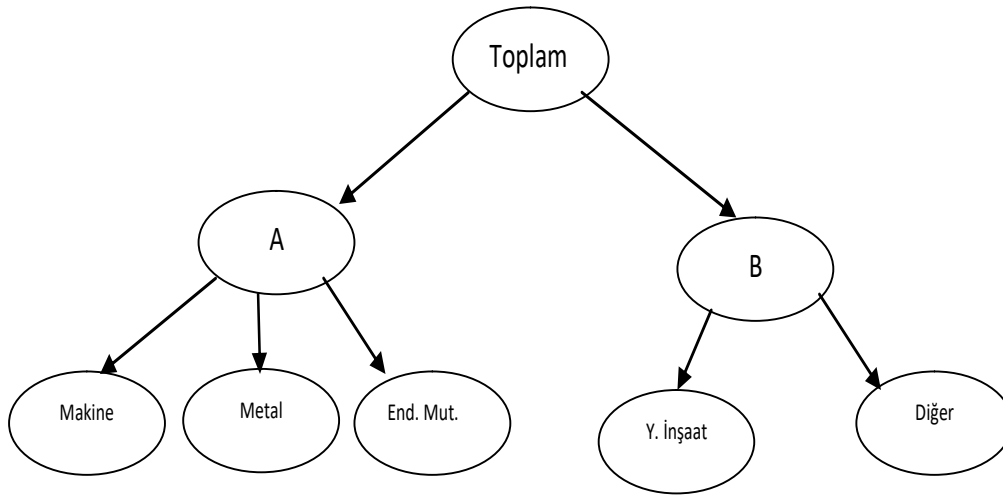 Toplam
A
B
Makine
Metal
End. Mut.
Y. İnşaat
Diğer